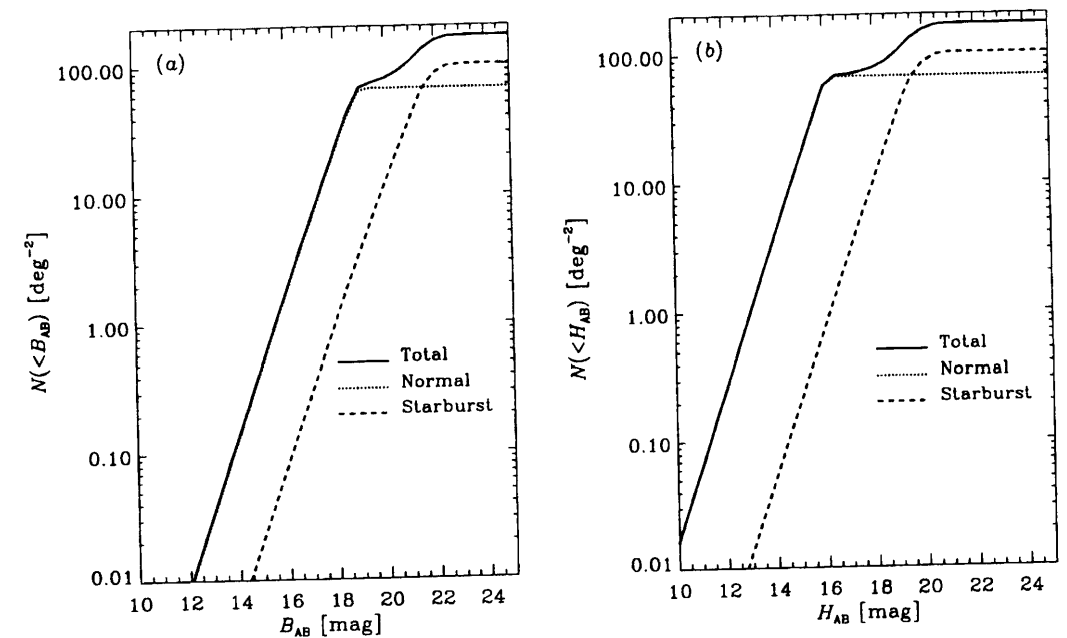 (a)
100.00
10.00
1.00
0.10
0.01
N(<B_AB) [deg^-2]
Total
Normal
Starburst
10 12 14 16 18 20 22 24
B_AB [mag]
(b)
100.00
10.00
1.00
0.10
0.01
N(<H_AB) [deg^-2]
Total
Normal
Starburst
10 12 14 16 18 20 22 24
H_AB [mag]